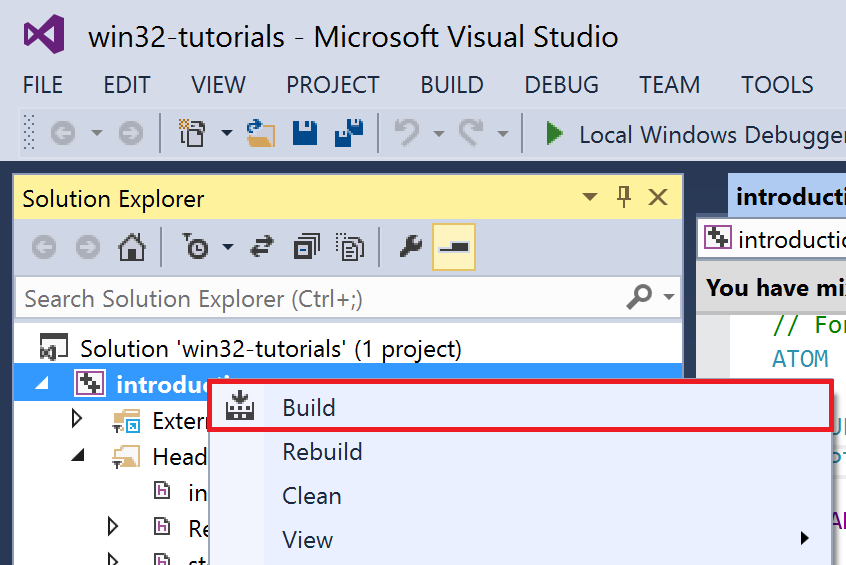 win32-tutorials - Microsoft Visual Studio
FILE EDIT VIEW PROJECT BUILD DEBUG TEAM TOOLS
Local Windows Debugger
Solution Explorer
introducti
introductio
Search Solution Explorer (Ctrl+;)
You have mi
// For
Solution 'win32-tutorials' (1 project)
ATOM
introducti
Build
Extern
Rebuild
Head
Clean
in
View
Re